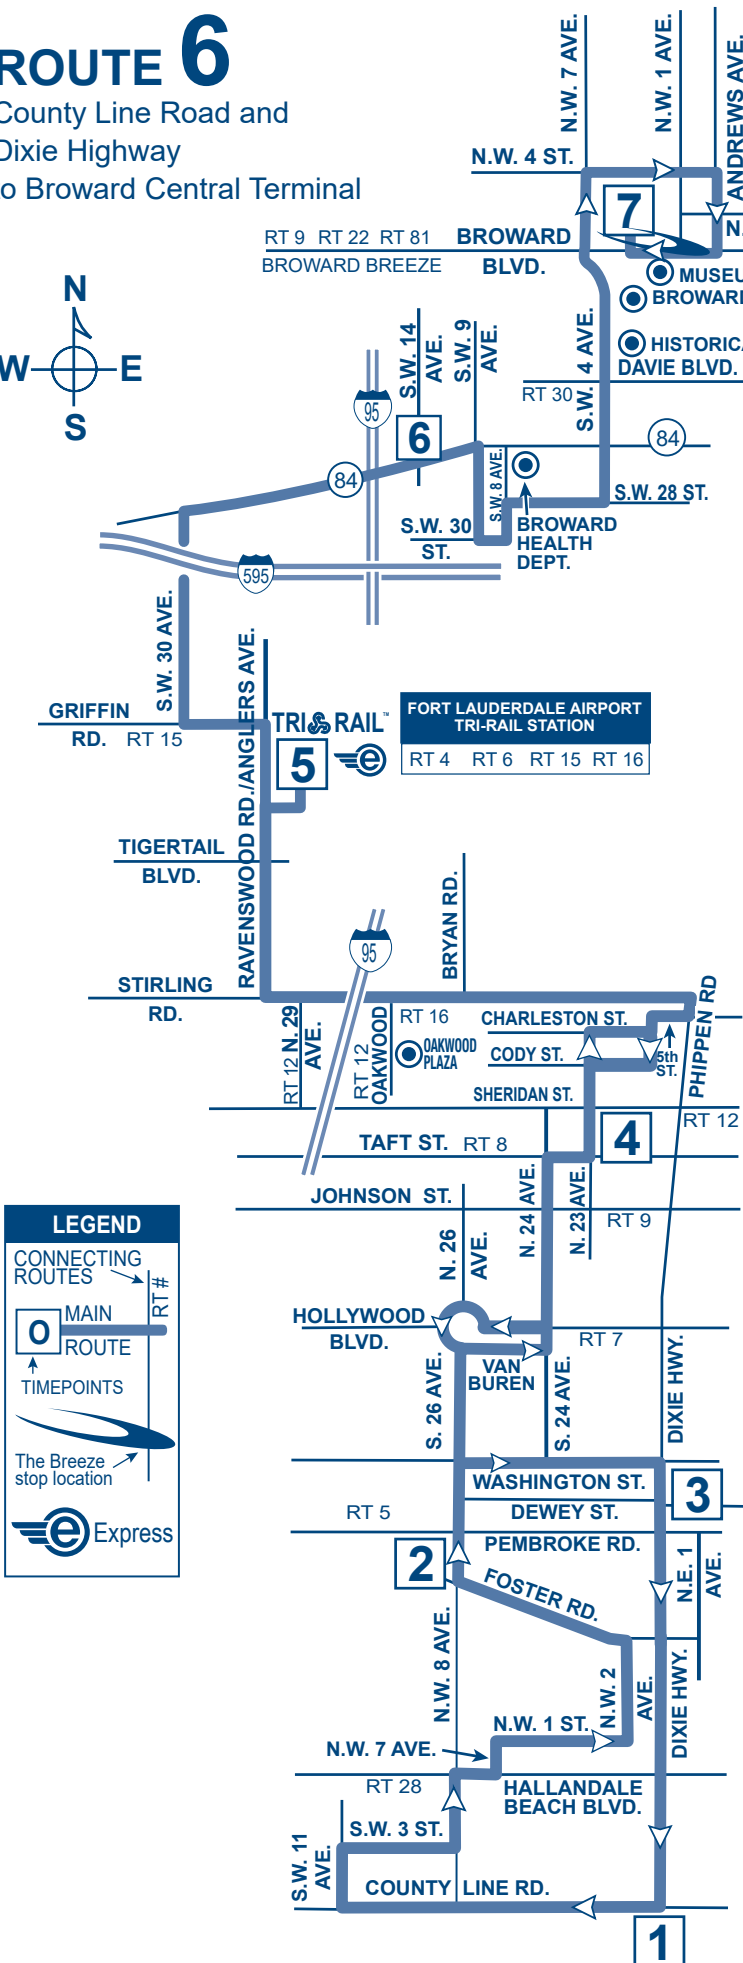 ROUTE 6
County Line Road and
Dixie Highway
to Broward Central Terminal
N.W. 7 AVE.
N.W. 1 AVE.
ANDREWS AVE.
N.W. 4 ST.
7
N.
RT 9 RT 22 RT 81 BROWARD
BROWARD BREEZE BLVD.
N
W E
S
S.W. 14
AVE.
S.W. 9
AVE.
S.W. 4 AVE.
DAVIE BLVD.
RT 30
95
6
84
84
S.W. 8 AVE.
S.W. 28 ST.
S.W. 30
ST.
BROWARD
HEALTH
DEPT.
595
S.W. 30 AVE.
RAVENSWOOD RD./ANGLERS AVE.
GRIFFIN
RD. RT 15
TRI RAIL™
5
e
FORT LAUDERDALE AIRPORT
TRI-RAIL STATION
RT 4 RT 6 RT 15 RT 16
TIGERTAIL
BLVD.
BRYAN RD.
95
STIRLING
RD.
RT 12 N. 29
AVE.
RT 12
OAKWOOD
RT 16
OAKWOOD
PLAZA
CHARLESTON ST.
CODY ST.
5th
ST.
PHIPPEN RD
SHERIDAN ST.
RT 12
4
TAFT ST. RT 8
JOHNSON ST.
N. 26
AVE.
N. 24 AVE.
N. 23 AVE.
RT 9
LEGEND
CONNECTING
ROUTES
RT #
O
MAIN
ROUTE
TIMEPOINTS
The Breeze
stop location
e Express
HOLLYWOOD
BLVD.
RT 7
VAN
BUREN
S. 26 AVE.
S. 24 AVE.
DIXIE HWY.
WASHINGTON ST.
3
RT 5
DEWEY ST.
PEMBROKE RD.
2
FOSTER RD.
N.E. 1
AVE.
N.W. 8 AVE.
N.W. 2
AVE.
DIXIE HWY.
N.W. 1 ST.
N.W. 7 AVE.
RT 28
HALLANDALE
BEACH BLVD.
S.W. 3 ST.
S.W. 11
AVE.
COUNTY LINE RD.
1